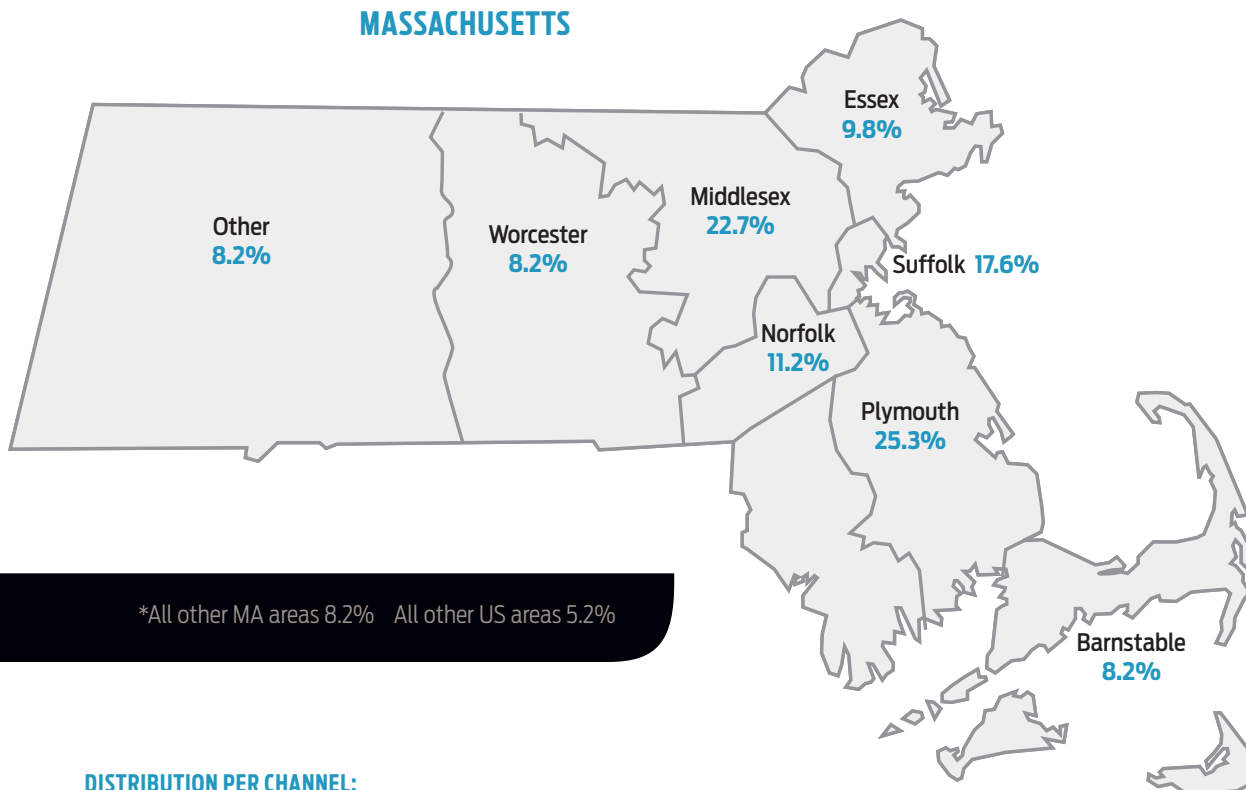 MASSACHUSETTS
Essex
9.8%
Middlesex
22.7%
Other
8.2%
Worcester
8.2%
Suffolk 17.6%
Norfolk
11.2%
Plymouth
25.3%
*All other MA areas 8.2% All other US areas 5.2%
Barnstable
8.2%
DISTRIBUTION PER CHANNEL: